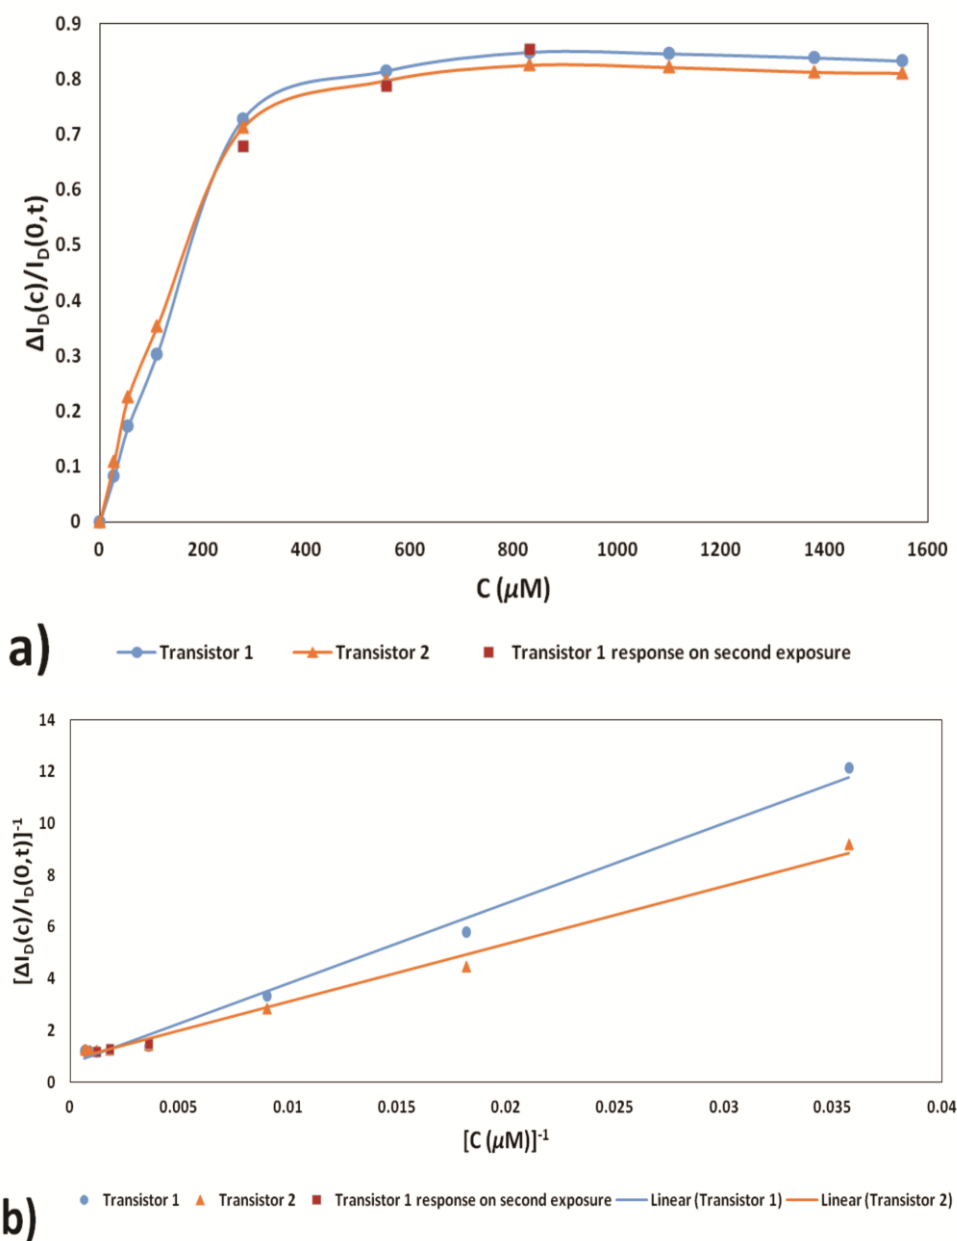 0.9
0.8
0.7
0.6
0.5
0.4
0.3
0.2
0.1
0
ΔI_D(c)/I_D(0,t)
0 200 400 600 800 1000 1200 1400 1600
C (μM)
a)
Transistor 1 Transistor 2 Transistor 1 response on second exposure
14
12
10
8
6
4
2
0
[ΔI_D(c)/I_D(0,t)]⁻¹
0 0.005 0.01 0.015 0.02 0.025 0.03 0.035 0.04
[C (μM)]⁻¹
Transistor 1 Transistor 2 Transistor 1 response on second exposure Linear (Transistor 1) Linear (Transistor 2)
b)